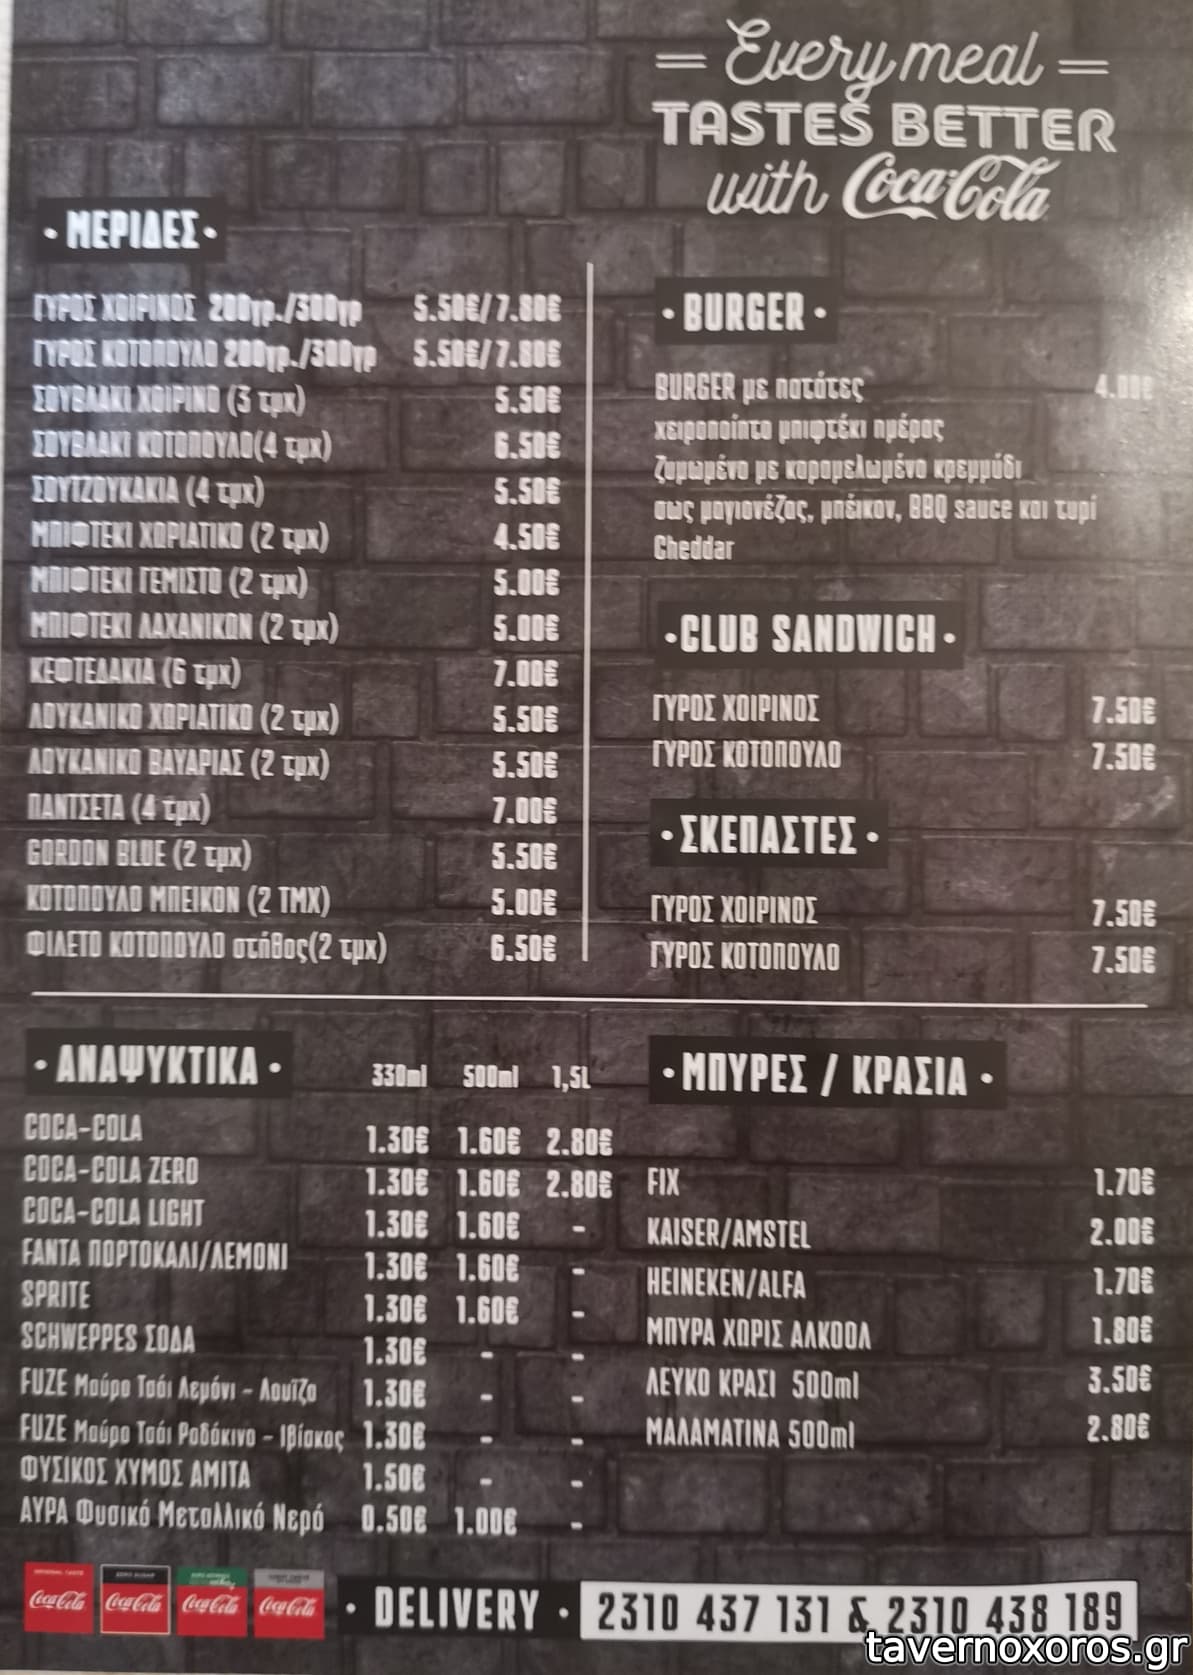 Every meal
TASTES BETTER
with Coca-Cola
• ΜΕΡΙΔΕΣ •
ΓΥΡΟΣ ΧΟΙΡΙΝΟΣ 200γρ./300γρ 5.50€/7.80€
ΓΥΡΟΣ ΚΟΤΟΠΟΥΛΟ 200γρ./300γρ 5.50€/7.80€
ΣΟΥΒΛΑΚΙ ΧΟΙΡΙΝΟ (3 τμχ) 5.50€
ΣΟΥΒΛΑΚΙ ΚΟΤΟΠΟΥΛΟ(4 τμχ) 6.50€
ΣΟΥΤΖΟΥΚΑΚΙΑ (4 τμχ) 5.50€
ΜΠΙΦΤΕΚΙ ΧΩΡΙΑΤΙΚΟ (2 τμχ) 4.50€
ΜΠΙΦΤΕΚΙ ΓΕΜΙΣΤΟ (2 τμχ) 5.00€
ΜΠΙΦΤΕΚΙ ΛΑΧΑΝΙΚΩΝ (2 τμχ) 5.00€
ΚΕΦΤΕΔΑΚΙΑ (6 τμχ) 7.00€
ΛΟΥΚΑΝΙΚΟ ΧΩΡΙΑΤΙΚΟ (2 τμχ) 5.50€
ΛΟΥΚΑΝΙΚΟ ΒΑΥΑΡΙΑΣ (2 τμχ) 5.50€
ΠΑΝΤΣΕΤΑ (4 τμχ) 7.00€
GORDON BLUE (2 τμχ) 5.50€
ΚΟΤΟΠΟΥΛΟ ΜΠΕΙΚΟΝ (2 ΤΜΧ) 5.00€
ΦΙΛΕΤΟ ΚΟΤΟΠΟΥΛΟ στήθος(2 τμχ) 6.50€
• BURGER •
BURGER με πατάτες 4.00€
χειροποίητο μπιφτέκι ημέρας
ζυμωμένο με καραμελωμένο κρεμμύδι
σως μαγιονέζας, μπέικον, BBQ sauce και τυρί
Cheddar
• CLUB SANDWICH •
ΓΥΡΟΣ ΧΟΙΡΙΝΟΣ 7.50€
ΓΥΡΟΣ ΚΟΤΟΠΟΥΛΟ 7.50€
• ΣΚΕΠΑΣΤΕΣ •
ΓΥΡΟΣ ΧΟΙΡΙΝΟΣ 7.50€
ΓΥΡΟΣ ΚΟΤΟΠΟΥΛΟ 7.50€
• ΑΝΑΨΥΚΤΙΚΑ • 330ml 500ml 1,5L
COCA-COLA 1.30€ 1.60€ 2.80€
COCA-COLA ZERO 1.30€ 1.60€ 2.80€
COCA-COLA LIGHT 1.30€ 1.60€ -
FANTA ΠΟΡΤΟΚΑΛΙ/ΛΕΜΟΝΙ 1.30€ 1.60€ -
SPRITE 1.30€ 1.60€ -
SCHWEPPES ΣΟΔΑ 1.30€ - -
FUZE Μαύρο Τσάι Λεμόνι - Λουΐζα 1.30€ - -
FUZE Μαύρο Τσάι Ροδάκινο - Ιβίσκος 1.30€ - -
ΦΥΣΙΚΟΣ ΧΥΜΟΣ ΑΜΙΤΑ 1.50€ - -
ΑΥΡΑ Φυσικό Μεταλλικό Νερό 0.50€ 1.00€ -
• ΜΠΥΡΕΣ / ΚΡΑΣΙΑ •
FIX 1.70€
KAISER/AMSTEL 2.00€
HEINEKEN/ALFA 1.70€
ΜΠΥΡΑ ΧΩΡΙΣ ΑΛΚΟΟΛ 1.80€
ΛΕΥΚΟ ΚΡΑΣΙ 500ml 3.50€
ΜΑΛΑΜΑΤΙΝΑ 500ml 2.80€
Coca-Cola Coca-Cola Coca-Cola Coca-Cola
• DELIVERY • 2310 437 131 & 2310 438 189
tavernoxoros.gr